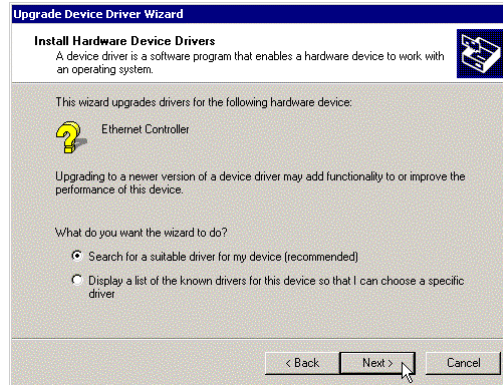 Upgrade Device Driver Wizard
Install Hardware Device Drivers
A device driver is a software program that enables a hardware device to work with
an operating system.
This wizard upgrades drivers for the following hardware device:
Ethernet Controller
Upgrading to a newer version of a device driver may add functionality to or improve the
performance of this device.
What do you want the wizard to do?
Search for a suitable driver for my device (recommended)
Display a list of the known drivers for this device so that I can choose a specific
driver
< Back Next > Cancel